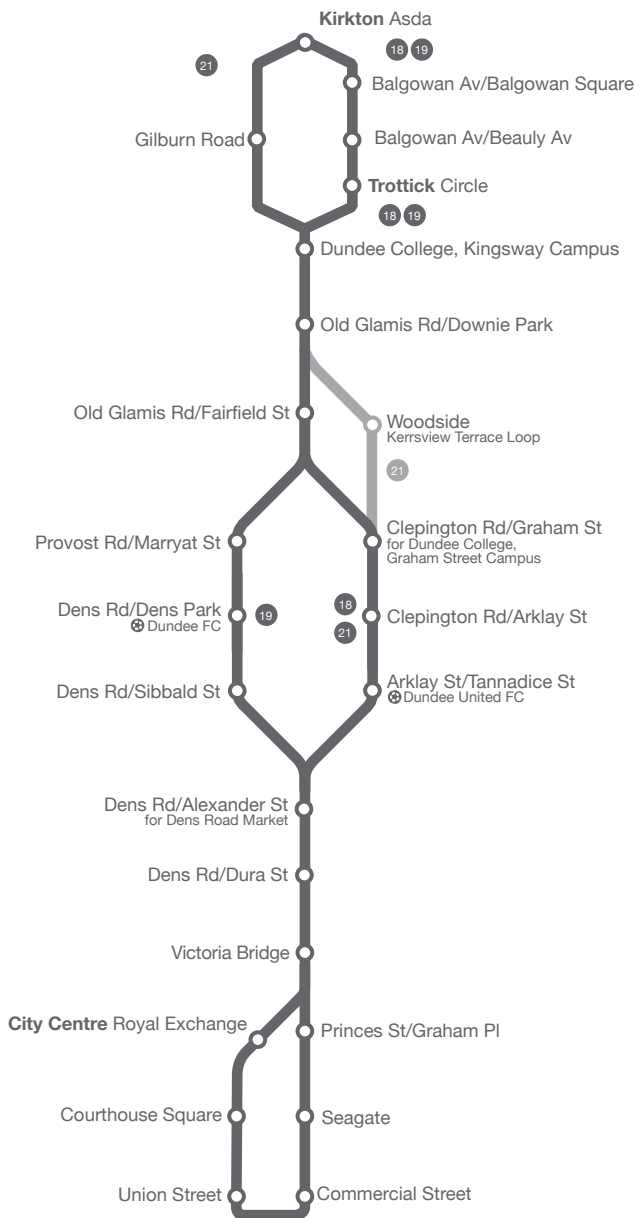 Kirkton Asda
21
18 19
Balgowan Av/Balgowan Square
Gilburn Road
Balgowan Av/Beauly Av
Trottick Circle
18 19
Dundee College, Kingsway Campus
Old Glamis Rd/Downie Park
Old Glamis Rd/Fairfield St
Woodside
Kerrsview Terrace Loop
21
Provost Rd/Marryat St
Clepington Rd/Graham St
for Dundee College,
Graham Street Campus
Dens Rd/Dens Park
Dundee FC
19
18
21
Clepington Rd/Arklay St
Dens Rd/Sibbald St
Arklay St/Tannadice St
Dundee United FC
Dens Rd/Alexander St
for Dens Road Market
Dens Rd/Dura St
Victoria Bridge
City Centre Royal Exchange
Princes St/Graham Pl
Courthouse Square
Seagate
Union Street
Commercial Street